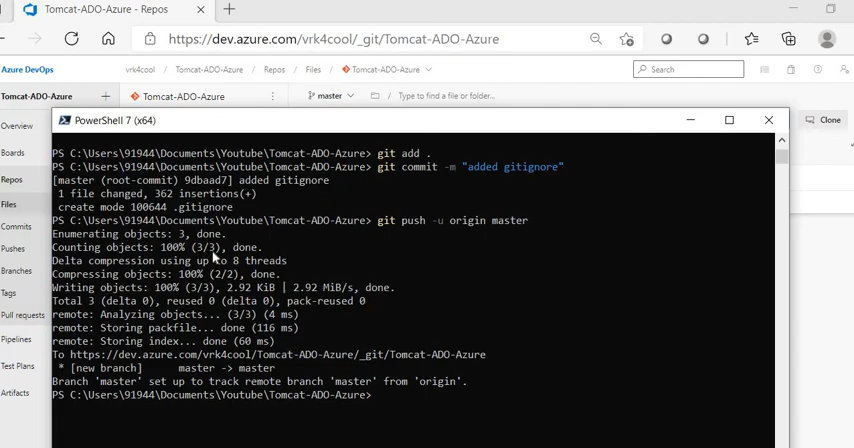 Tomcat-ADO-Azure - Repos
https://dev.azure.com/vrk4cool/_git/Tomcat-ADO-Azure
Azure DevOps
vrk4cool / Tomcat-ADO-Azure / Repos / Files / Tomcat-ADO-Azure
Search
Tomcat-ADO-Azure
Tomcat-ADO-Azure
master
/ Type to find a file or folder...
Overview
Boards
Repos
Files
Commits
Pushes
Branches
Tags
Pull requests
Pipelines
Test Plans
Artifacts
Clone
PowerShell 7 (x64)
PS C:\Users\91944\Documents\Youtube\Tomcat-ADO-Azure> git add .
PS C:\Users\91944\Documents\Youtube\Tomcat-ADO-Azure> git commit -m "added gitignore"
[master (root-commit) 9dbaad7] added gitignore
1 file changed, 362 insertions(+)
create mode 100644 .gitignore
PS C:\Users\91944\Documents\Youtube\Tomcat-ADO-Azure> git push -u origin master
Enumerating objects: 3, done.
Counting objects: 100% (3/3), done.
Delta compression using up to 8 threads
Compressing objects: 100% (2/2), done.
Writing objects: 100% (3/3), 2.92 KiB | 2.92 MiB/s, done.
Total 3 (delta 0), reused 0 (delta 0), pack-reused 0
remote: Analyzing objects... (3/3) (4 ms)
remote: Storing packfile... done (116 ms)
remote: Storing index... done (60 ms)
To https://dev.azure.com/vrk4cool/Tomcat-ADO-Azure/_git/Tomcat-ADO-Azure
* [new branch] master -> master
Branch 'master' set up to track remote branch 'master' from 'origin'.
PS C:\Users\91944\Documents\Youtube\Tomcat-ADO-Azure>